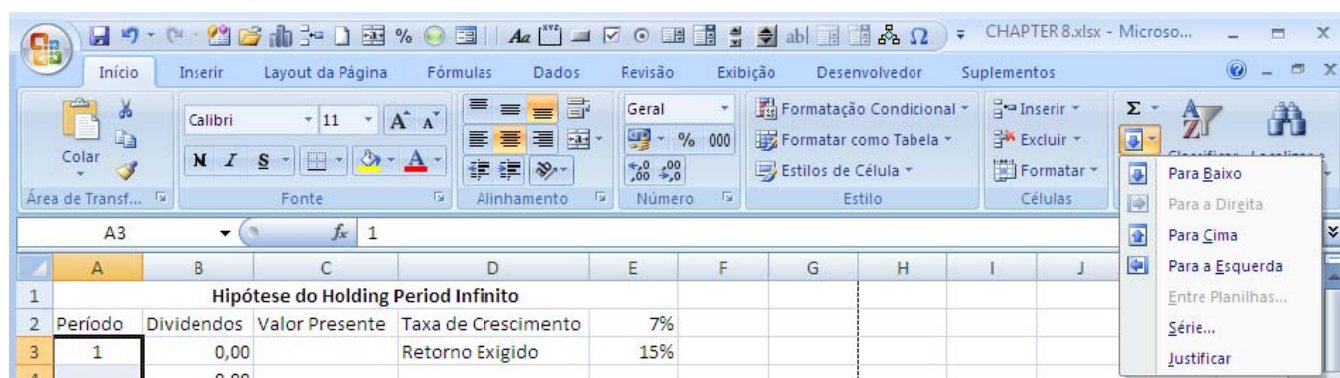 CHAPTER 8.xlsx - Microso...
Início Inserir Layout da Página Fórmulas Dados Revisão Exibição Desenvolvedor Suplementos
Colar
Área de Transf...
Calibri 11
N I S
Fonte
Alinhamento
Geral
% 000
Número
Formatação Condicional
Formatar como Tabela
Estilos de Célula
Estilo
Inserir
Excluir
Formatar
Células
Σ
Para Baixo
Para a Direita
Para Cima
Para a Esquerda
Entre Planilhas...
Série...
Justificar
A3 fx 1
A B C D E F G H I J
1 Hipótese do Holding Period Infinito
2 Período Dividendos Valor Presente Taxa de Crescimento 7%
3 1 0,00 Retorno Exigido 15%